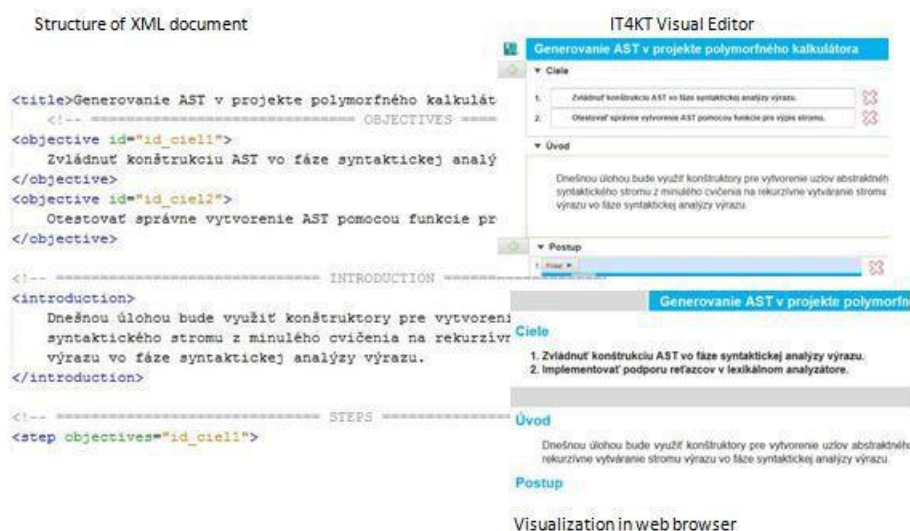 Structure of XML document
<title>Generovanie AST v projekte polymorfného kalkulát
<!-- ================================ OBJECTIVES =====
<objective id="id_ciel1">
Zvládnuť konštrukciu AST vo fáze syntaktickej analý
</objective>
<objective id="id_ciel2">
Otestovať správne vytvorenie AST pomocou funkcie pr
</objective>
<!-- ================================ INTRODUCTION ====================
<introduction>
Dnešnou úlohou bude využiť konštruktory pre vytvoreni
syntaktického stromu z minulého cvičenia na rekurzívn
výrazu vo fáze syntaktickej analýzy výrazu.
</introduction>
<!-- ================================ STEPS ================
<step objectives="id_ciel1">
IT4KT Visual Editor
Generovanie AST v projekte polymorfného kalkulátora
Ciele
1. Zvládnuť konštrukciu AST vo fáze syntaktickej analýzy výrazu.
2. Otestovať správne vytvorenie AST pomocou funkcie pre výpis stromu.
Úvod
Dnešnou úlohou bude využiť konštruktory pre vytvorenie uzlov abstraktnéh
syntaktického stromu z minulého cvičenia na rekurzívne vytváranie stromu
výrazu vo fáze syntaktickej analýzy výrazu.
Postup
1.
Generovanie AST v projekte polymorfn
Ciele
1. Zvládnuť konštrukciu AST vo fáze syntaktickej analýzy výrazu.
2. Implementovať podporu reťazcov v lexikálnom analyzátore.
Úvod
Dnešnou úlohou bude využiť konštruktory pre vytvorenie uzlov abstraktného
rekurzívne vytváranie stromu výrazu vo fáze syntaktickej analýzy výrazu.
Postup
Visualization in web browser